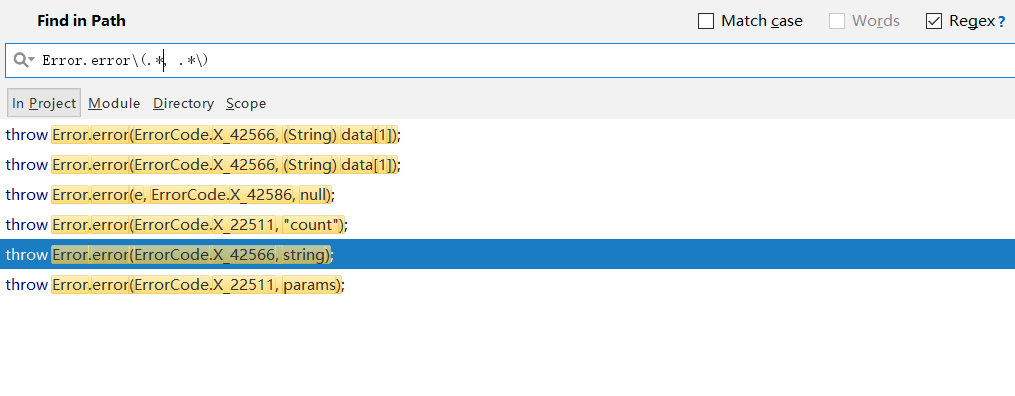 Find in Path
Match case
Words
Regex ?
Error.error\(.*, .*\)
In Project Module Directory Scope
throw Error.error(ErrorCode.X_42566, (String) data[1]);
throw Error.error(ErrorCode.X_42566, (String) data[1]);
throw Error.error(e, ErrorCode.X_42586, null);
throw Error.error(ErrorCode.X_22511, "count");
throw Error.error(ErrorCode.X_42566, string);
throw Error.error(ErrorCode.X_22511, params);